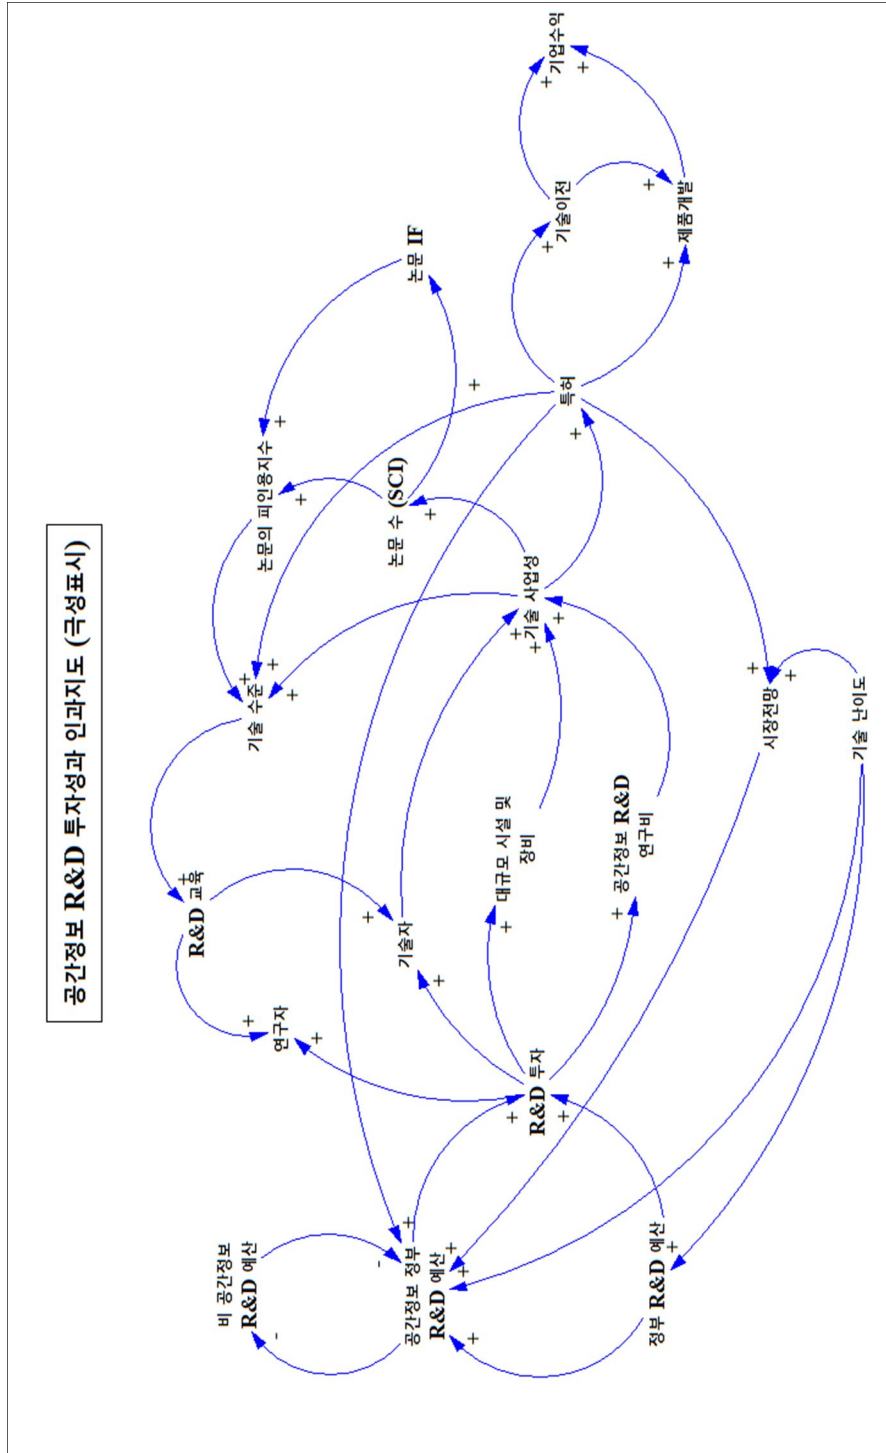 공간정보 R&D 투자성과 인과지도 (극성표시)
비 공간정보
R&D 예산
-
-
공간정보 정부
R&D 예산
+
+
+
+
정부 R&D 예산
+
R&D 투자
+
+
연구자
+
+
R&D 교육
+
기술자
+
+
대규모 시설 및
장비
+
공간정보 R&D
연구비
+
기술 수준
+
+
+
기술 사업성
+
+
+
논문의 피인용지수
+
+
논문 수 (SCI)
+
논문 IF
+
특허
+
시장전망
+
+
기술 난이도
기술이전
+
제품개발
+
+
기업수익
+
+